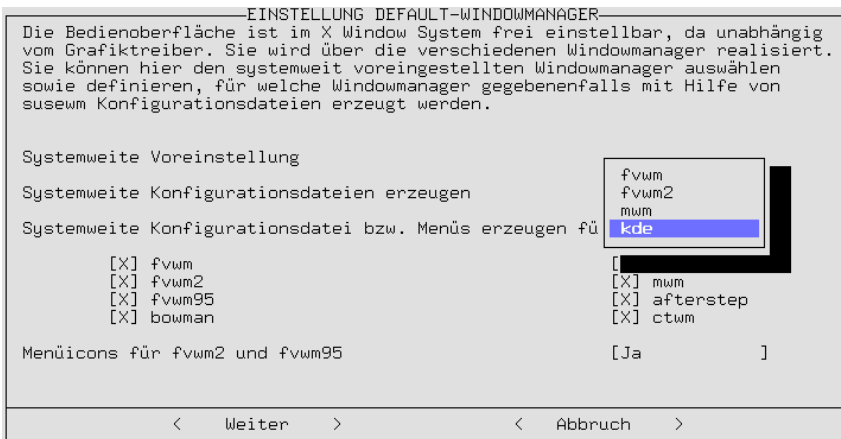 EINSTELLUNG DEFAULT-WINDOWMANAGER
Die Bedienoberfläche ist im X Window System frei einstellbar, da unabhängig
vom Grafiktreiber. Sie wird über die verschiedenen Windowmanager realisiert.
Sie können hier den systemweit voreingestellten Windowmanager auswählen
sowie definieren, für welche Windowmanager gegebenenfalls mit Hilfe von
susewm Konfigurationsdateien erzeugt werden.
Systemweite Voreinstellung
fvwm
Systemweite Konfigurationsdateien erzeugen
fvwm2
mwm
Systemweite Konfigurationsdatei bzw. Menüs erzeugen fü
kde
[X] fvwm [
[X] fvwm2 [X] mwm
[X] fvwm95 [X] afterstep
[X] bowman [X] ctwm
Menüicons für fvwm2 und fvwm95 [Ja ]
< Weiter > < Abbruch >